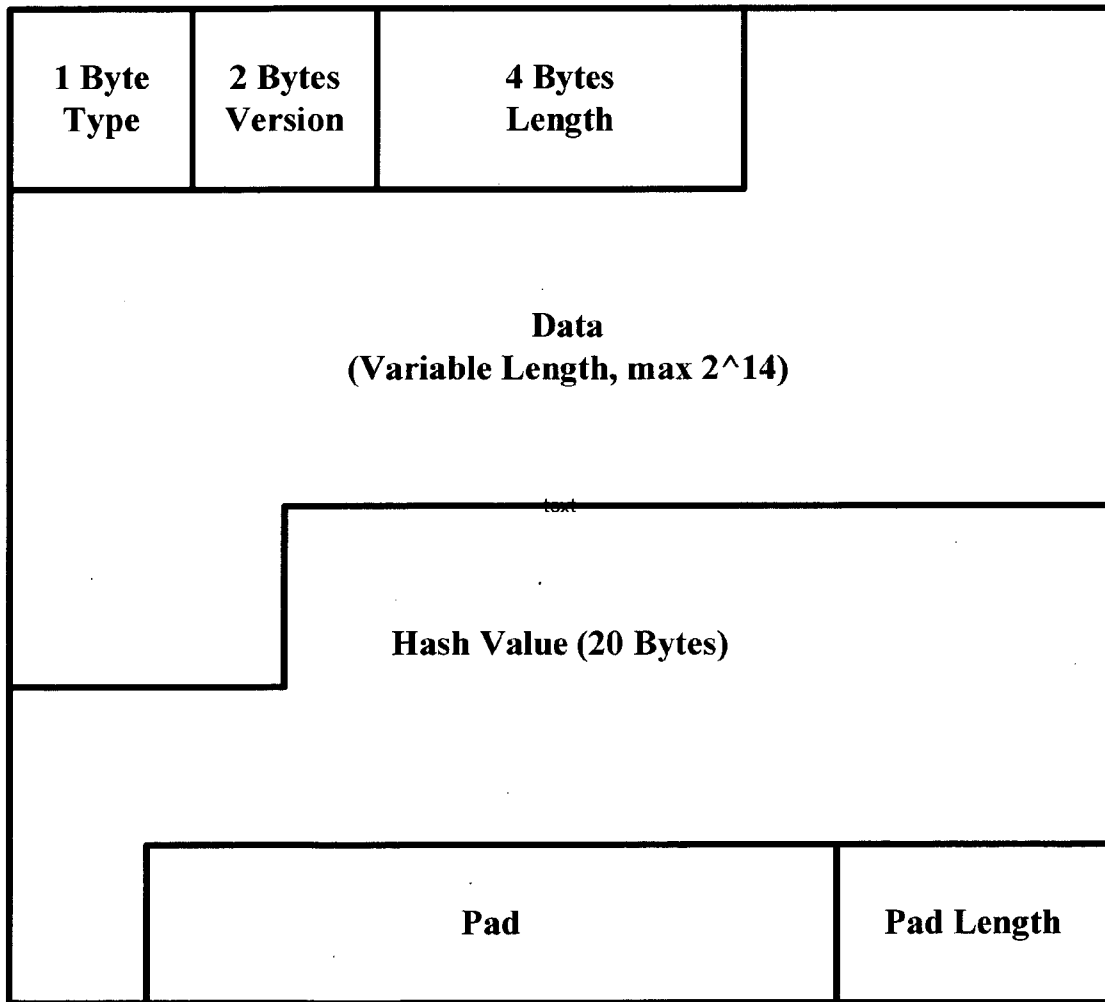 1 Byte
Type
2 Bytes
Version
4 Bytes
Length
Data
(Variable Length, max 2^14)
text
Hash Value (20 Bytes)
Pad
Pad Length